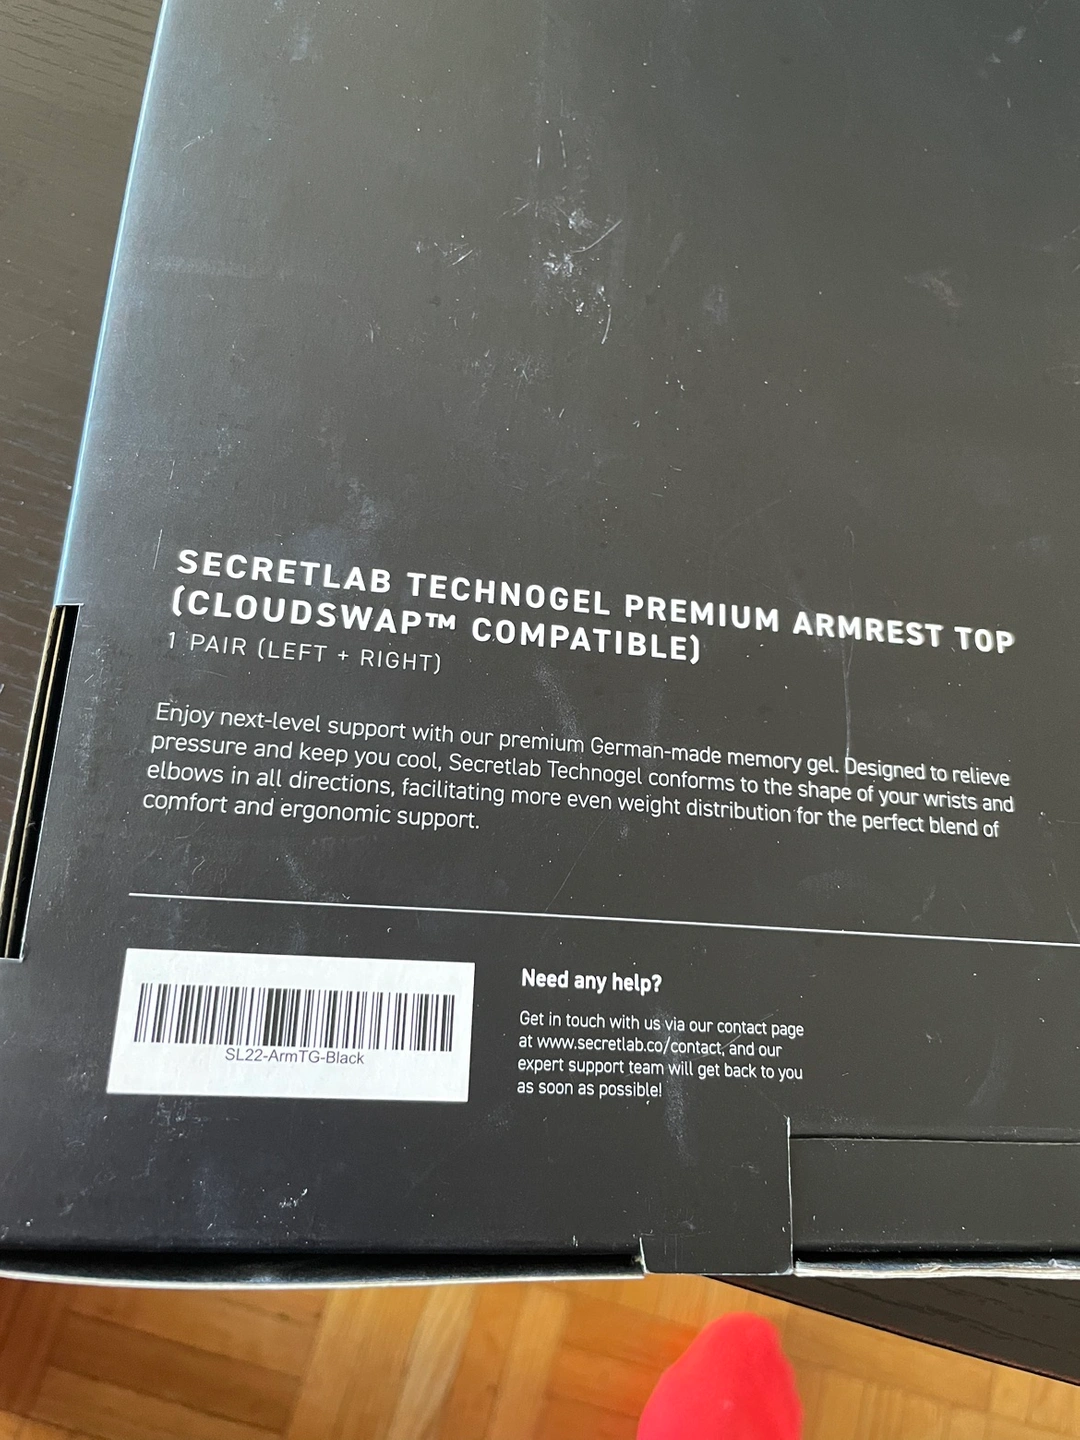 SECRETLAB TECHNOGEL PREMIUM ARMREST TOP
(CLOUDSWAP™ COMPATIBLE)
1 PAIR (LEFT + RIGHT)
Enjoy next-level support with our premium German-made memory gel. Designed to relieve
pressure and keep you cool, Secretlab Technogel conforms to the shape of your wrists and
elbows in all directions, facilitating more even weight distribution for the perfect blend of
comfort and ergonomic support.
SL22-ArmTG-Black
Need any help?
Get in touch with us via our contact page
at www.secretlab.co/contact, and our
expert support team will get back to you
as soon as possible!